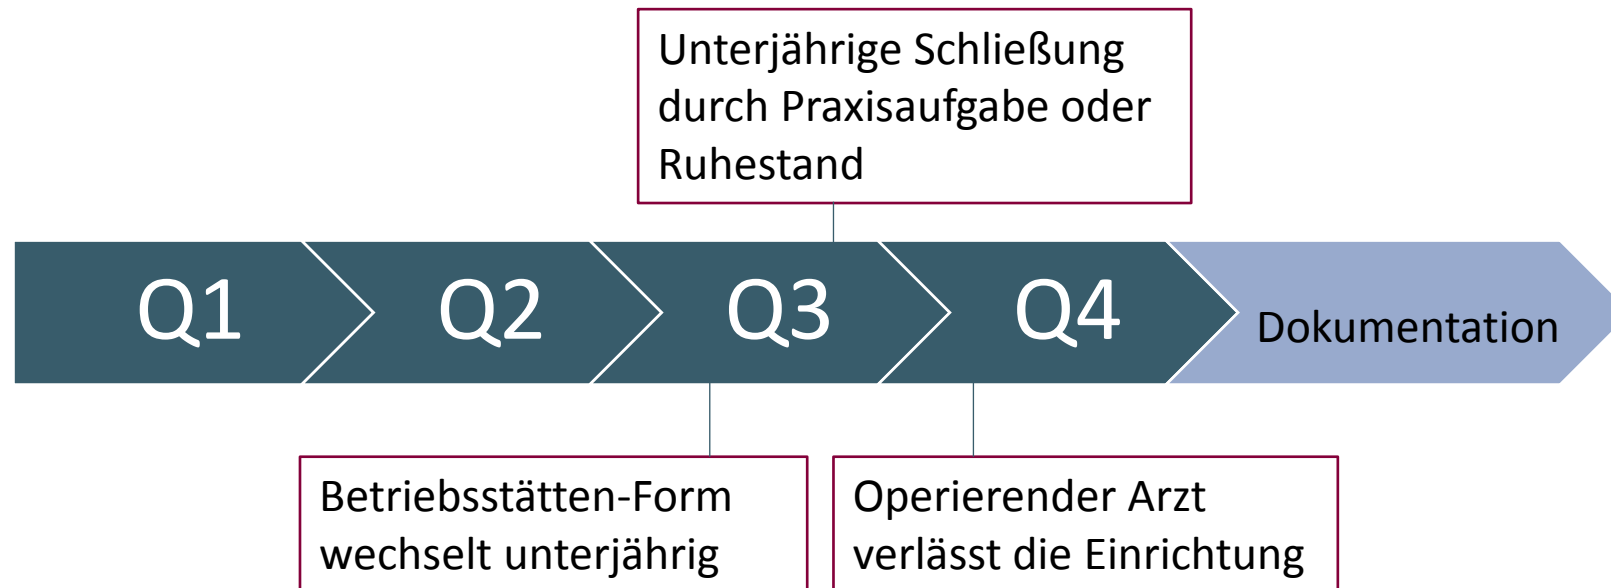 Unterjährige Schließung
durch Praxisaufgabe oder
Ruhestand
Q1
Q2
Q3
Q4
Dokumentation
Betriebsstätten-Form
wechselt unterjährig
Operierender Arzt
verlässt die Einrichtung